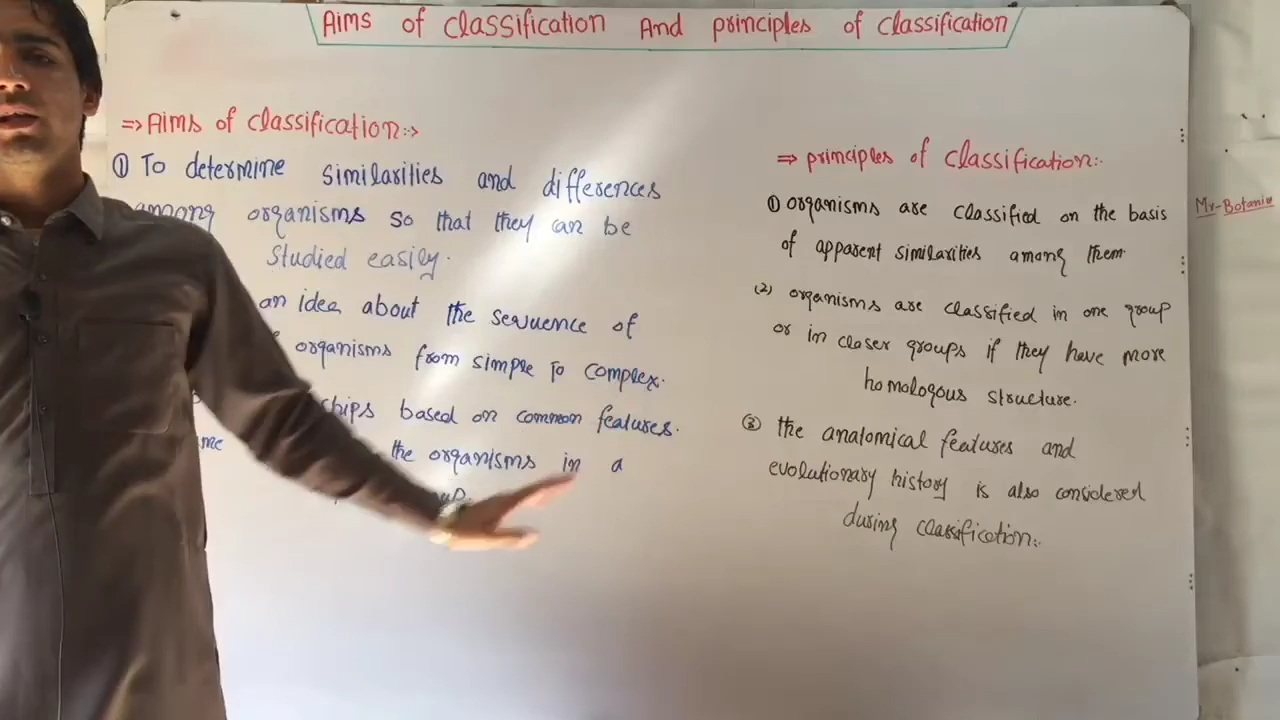 Aims of classification And principles of classification
⇒ Aims of classification:->
① To determine similarities and differences
among organisms so that they can be
studied easily.
an idea about the sequence of
organisms from simple To complex.
based on common features.
the organisms in a
⇒ principles of classification:-
① organisms are classified on the basis
of apparent similarities among them.
(2) organisms are classified in one group
or in closer groups if they have more
homologous structure.
③ the anatomical features and
evolutionary history is also considered
during classification:.
Mr-Botanix